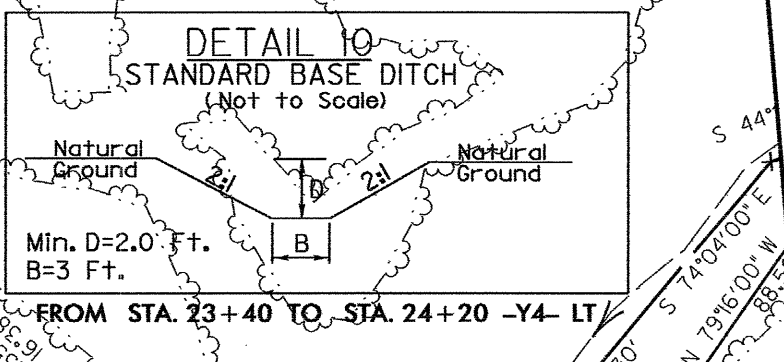 DETAIL 10
STANDARD BASE DITCH
(Not to Scale)
Natural
Ground
2:1
D
2:1
Natural
Ground
Min. D=2.0 Ft.
B=3 Ft.
B
FROM STA. 23+40 TO STA. 24+20 -Y4- LT
S 44°
S 74°04'00" E
N 79°16'00" W
88.